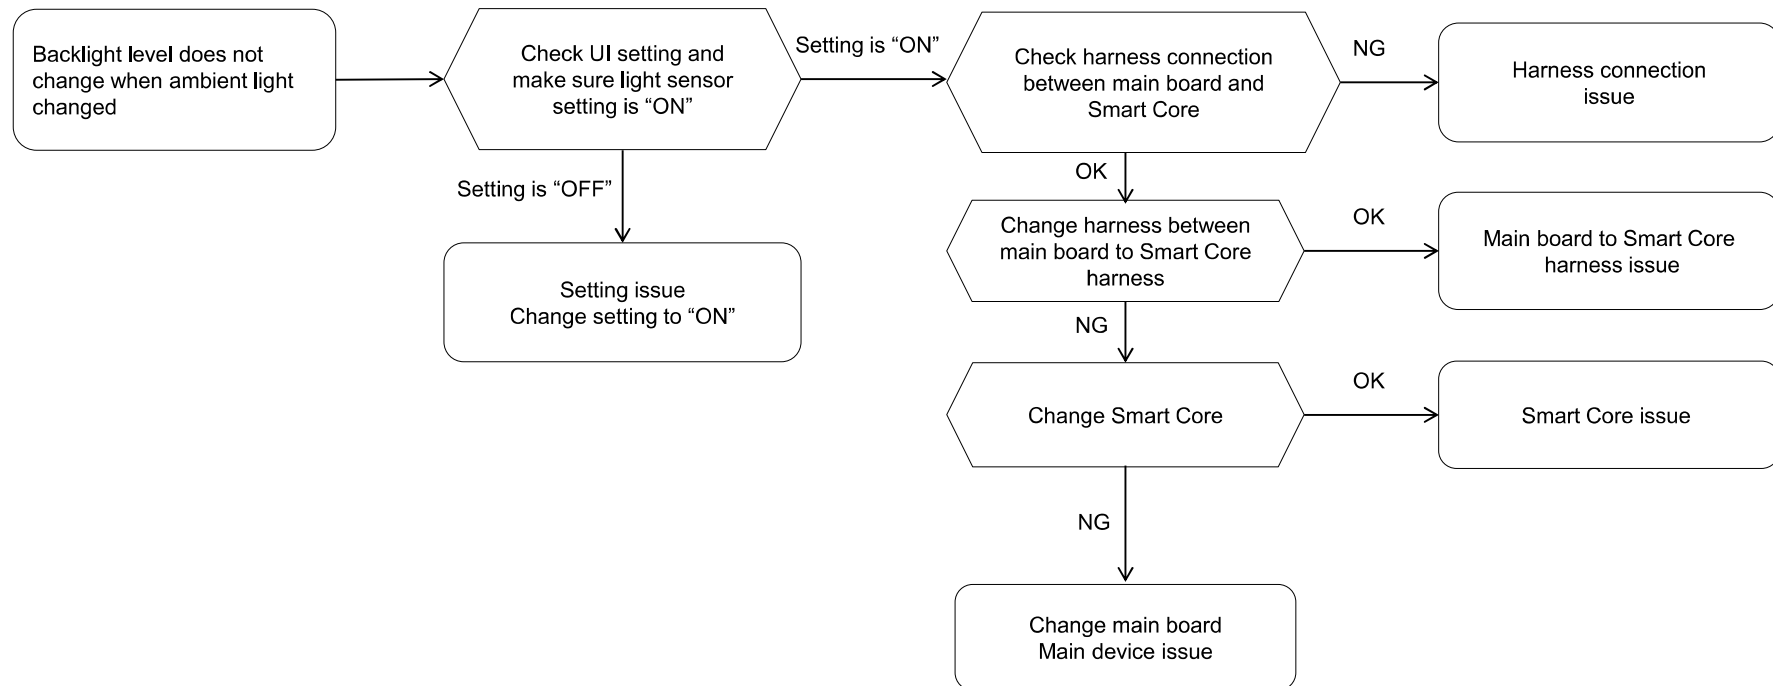 Backlight level does not
change when ambient light
changed
Check UI setting and
make sure light sensor
setting is “ON”
Setting is “ON”
Check harness connection
between main board and
Smart Core
NG
Harness connection
issue
Setting is “OFF”
Setting issue
Change setting to “ON”
OK
Change harness between
main board to Smart Core
harness
OK
Main board to Smart Core
harness issue
NG
Change Smart Core
OK
Smart Core issue
NG
Change main board
Main device issue